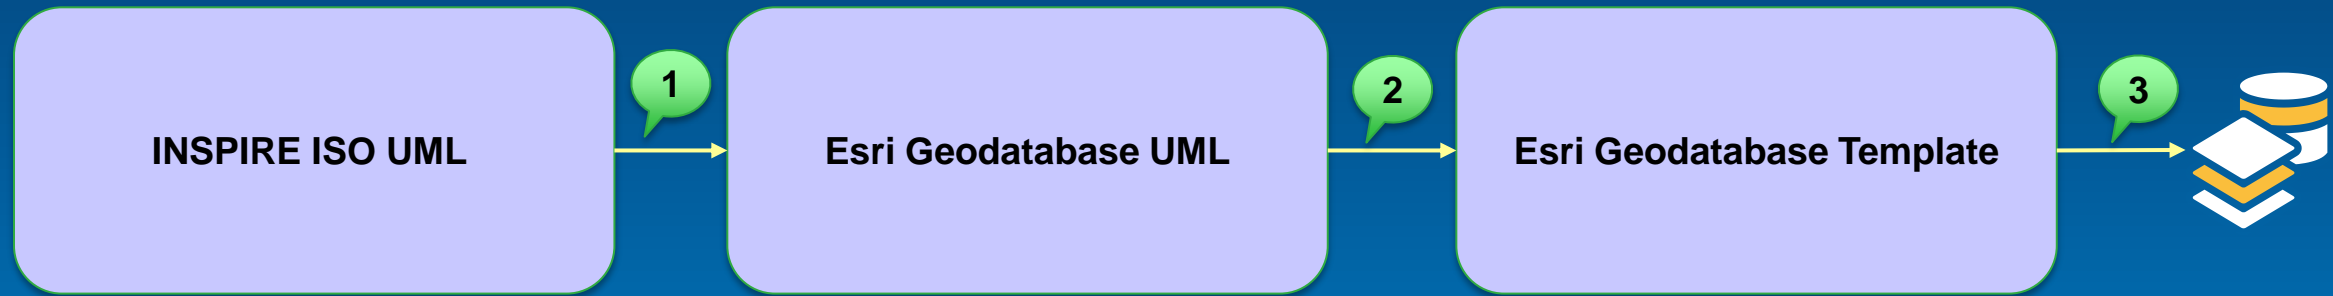 1
2
3
INSPIRE ISO UML
Esri Geodatabase UML
Esri Geodatabase Template